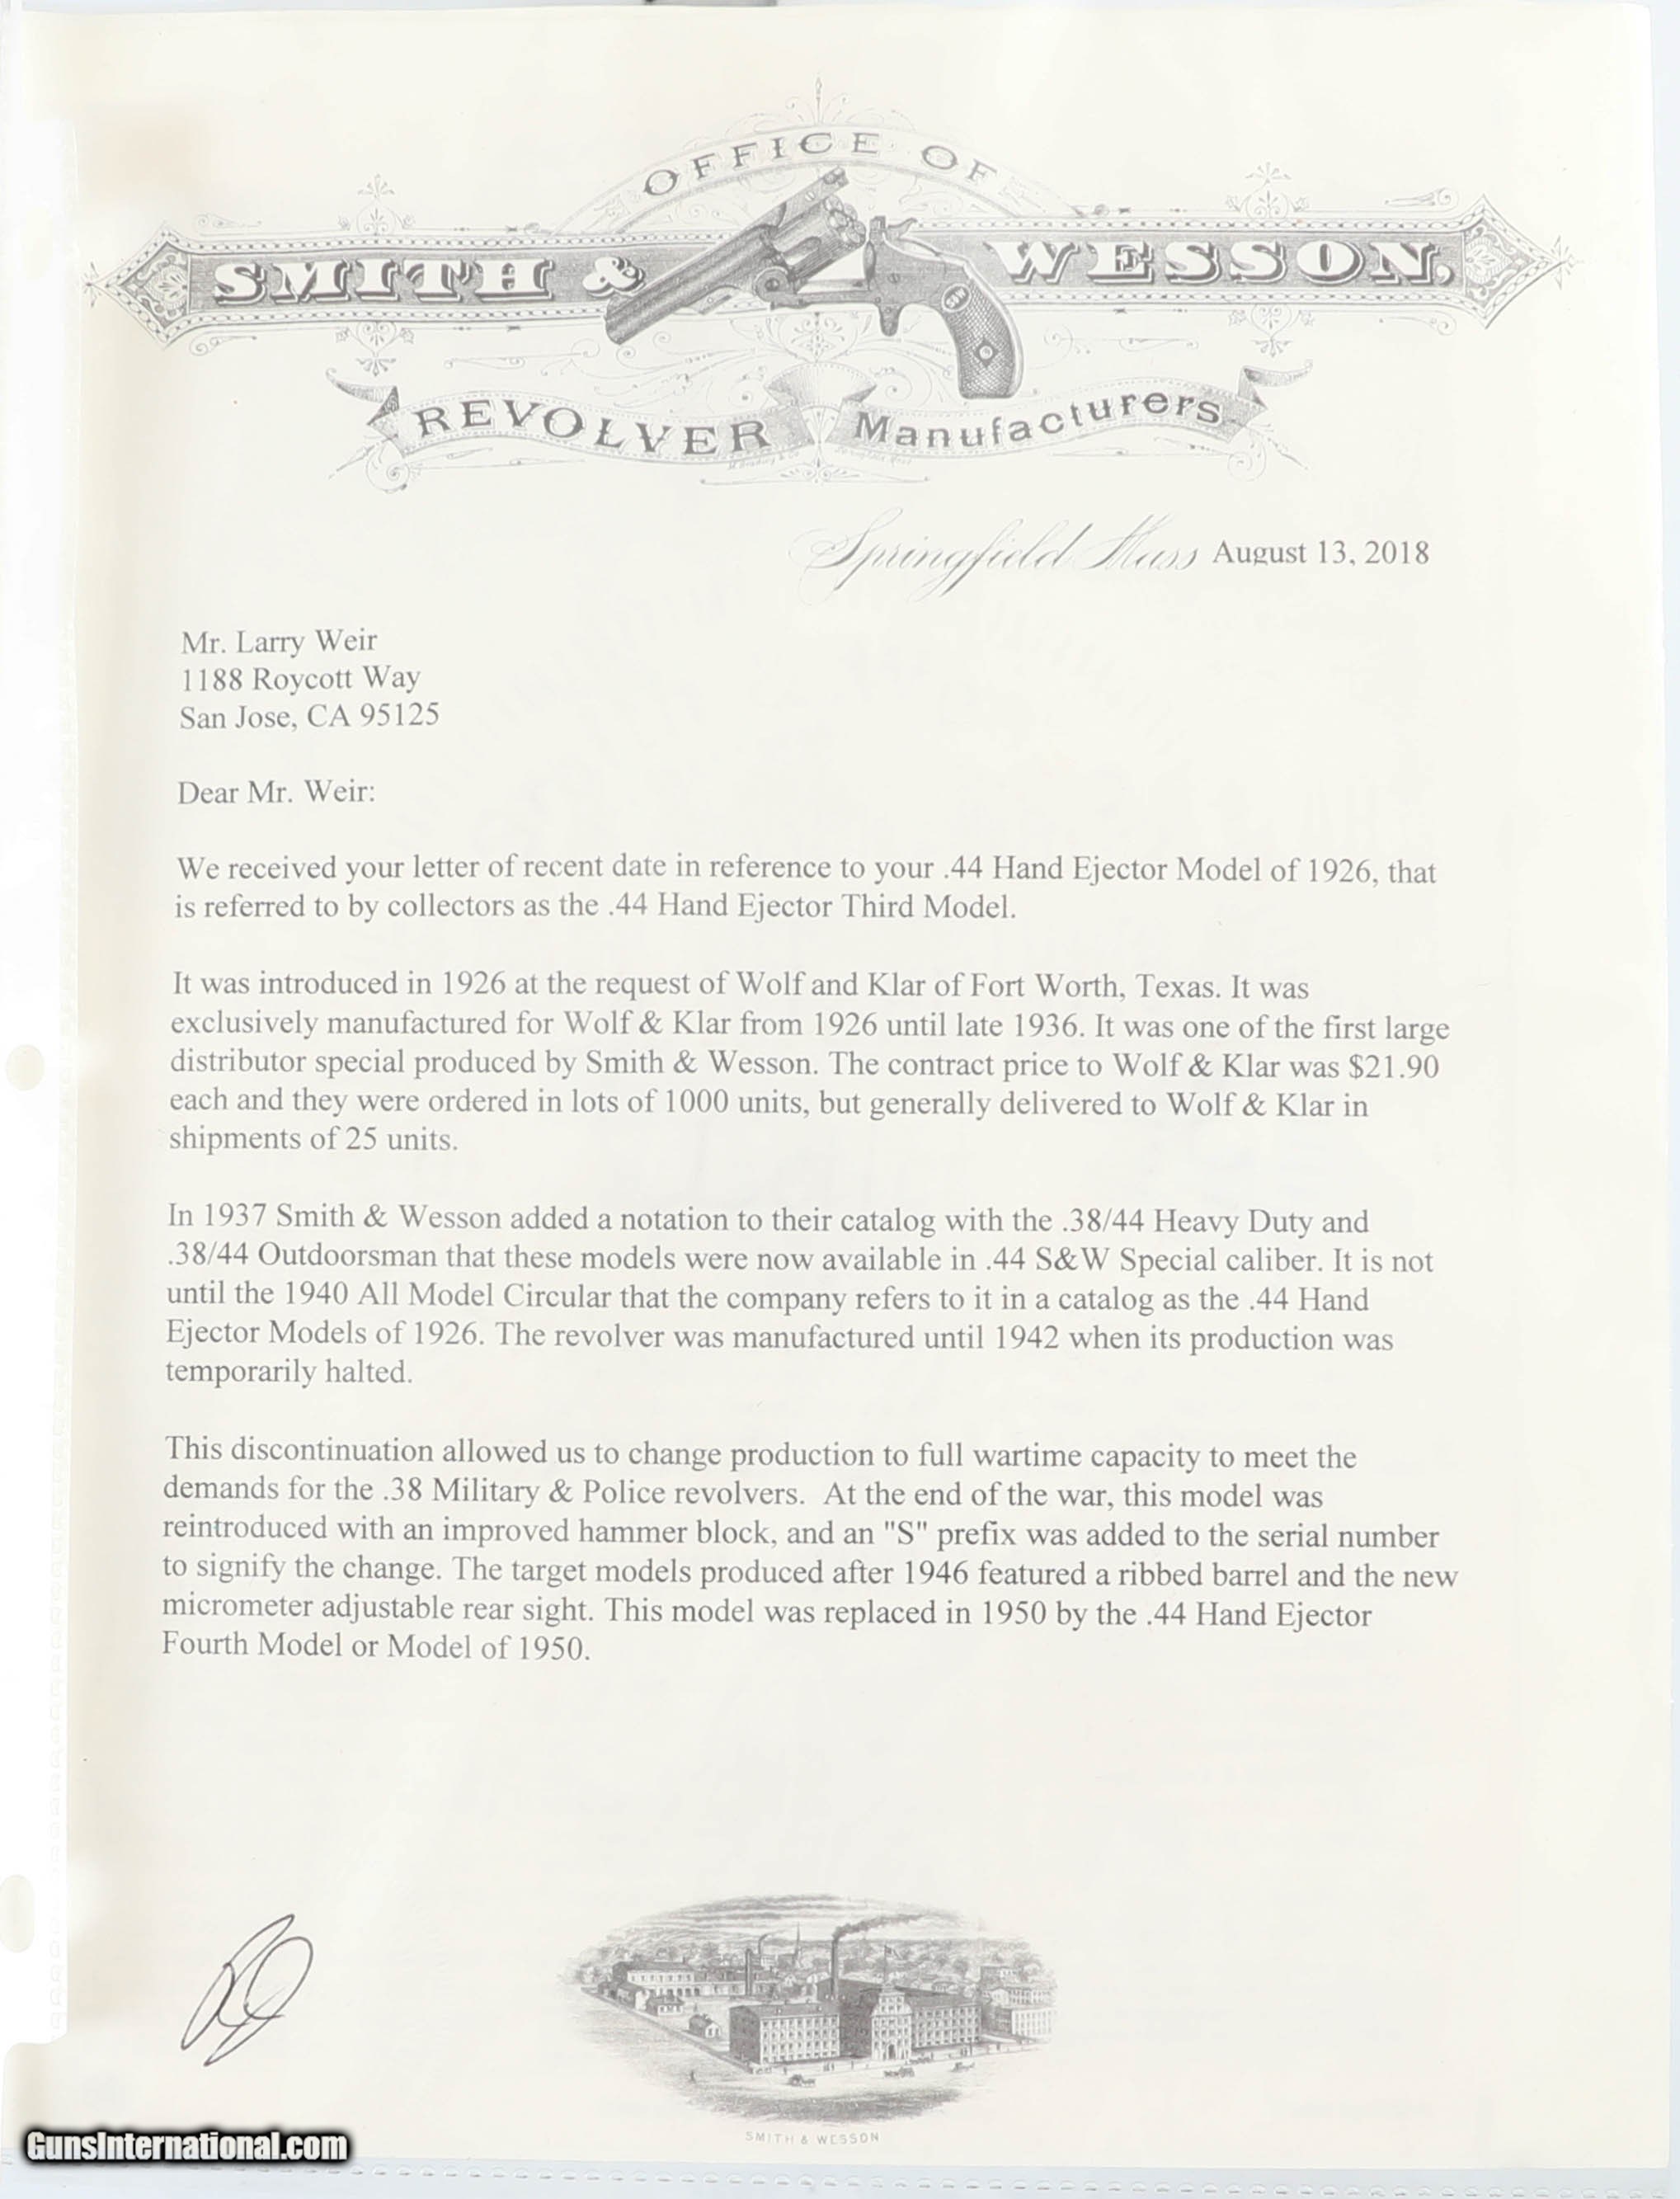 OFFICE OF
SMITH & WESSON.
REVOLVER Manufacturers
Springfield Mass August 13, 2018
Mr. Larry Weir
1188 Roycott Way
San Jose, CA 95125
Dear Mr. Weir:
We received your letter of recent date in reference to your .44 Hand Ejector Model of 1926, that
is referred to by collectors as the .44 Hand Ejector Third Model.
It was introduced in 1926 at the request of Wolf and Klar of Fort Worth, Texas. It was
exclusively manufactured for Wolf & Klar from 1926 until late 1936. It was one of the first large
distributor special produced by Smith & Wesson. The contract price to Wolf & Klar was $21.90
each and they were ordered in lots of 1000 units, but generally delivered to Wolf & Klar in
shipments of 25 units.
In 1937 Smith & Wesson added a notation to their catalog with the .38/44 Heavy Duty and
.38/44 Outdoorsman that these models were now available in .44 S&W Special caliber. It is not
until the 1940 All Model Circular that the company refers to it in a catalog as the .44 Hand
Ejector Models of 1926. The revolver was manufactured until 1942 when its production was
temporarily halted.
This discontinuation allowed us to change production to full wartime capacity to meet the
demands for the .38 Military & Police revolvers.  At the end of the war, this model was
reintroduced with an improved hammer block, and an "S" prefix was added to the serial number
to signify the change. The target models produced after 1946 featured a ribbed barrel and the new
micrometer adjustable rear sight. This model was replaced in 1950 by the .44 Hand Ejector
Fourth Model or Model of 1950.
SMITH & WESSON
GunsInternational.com